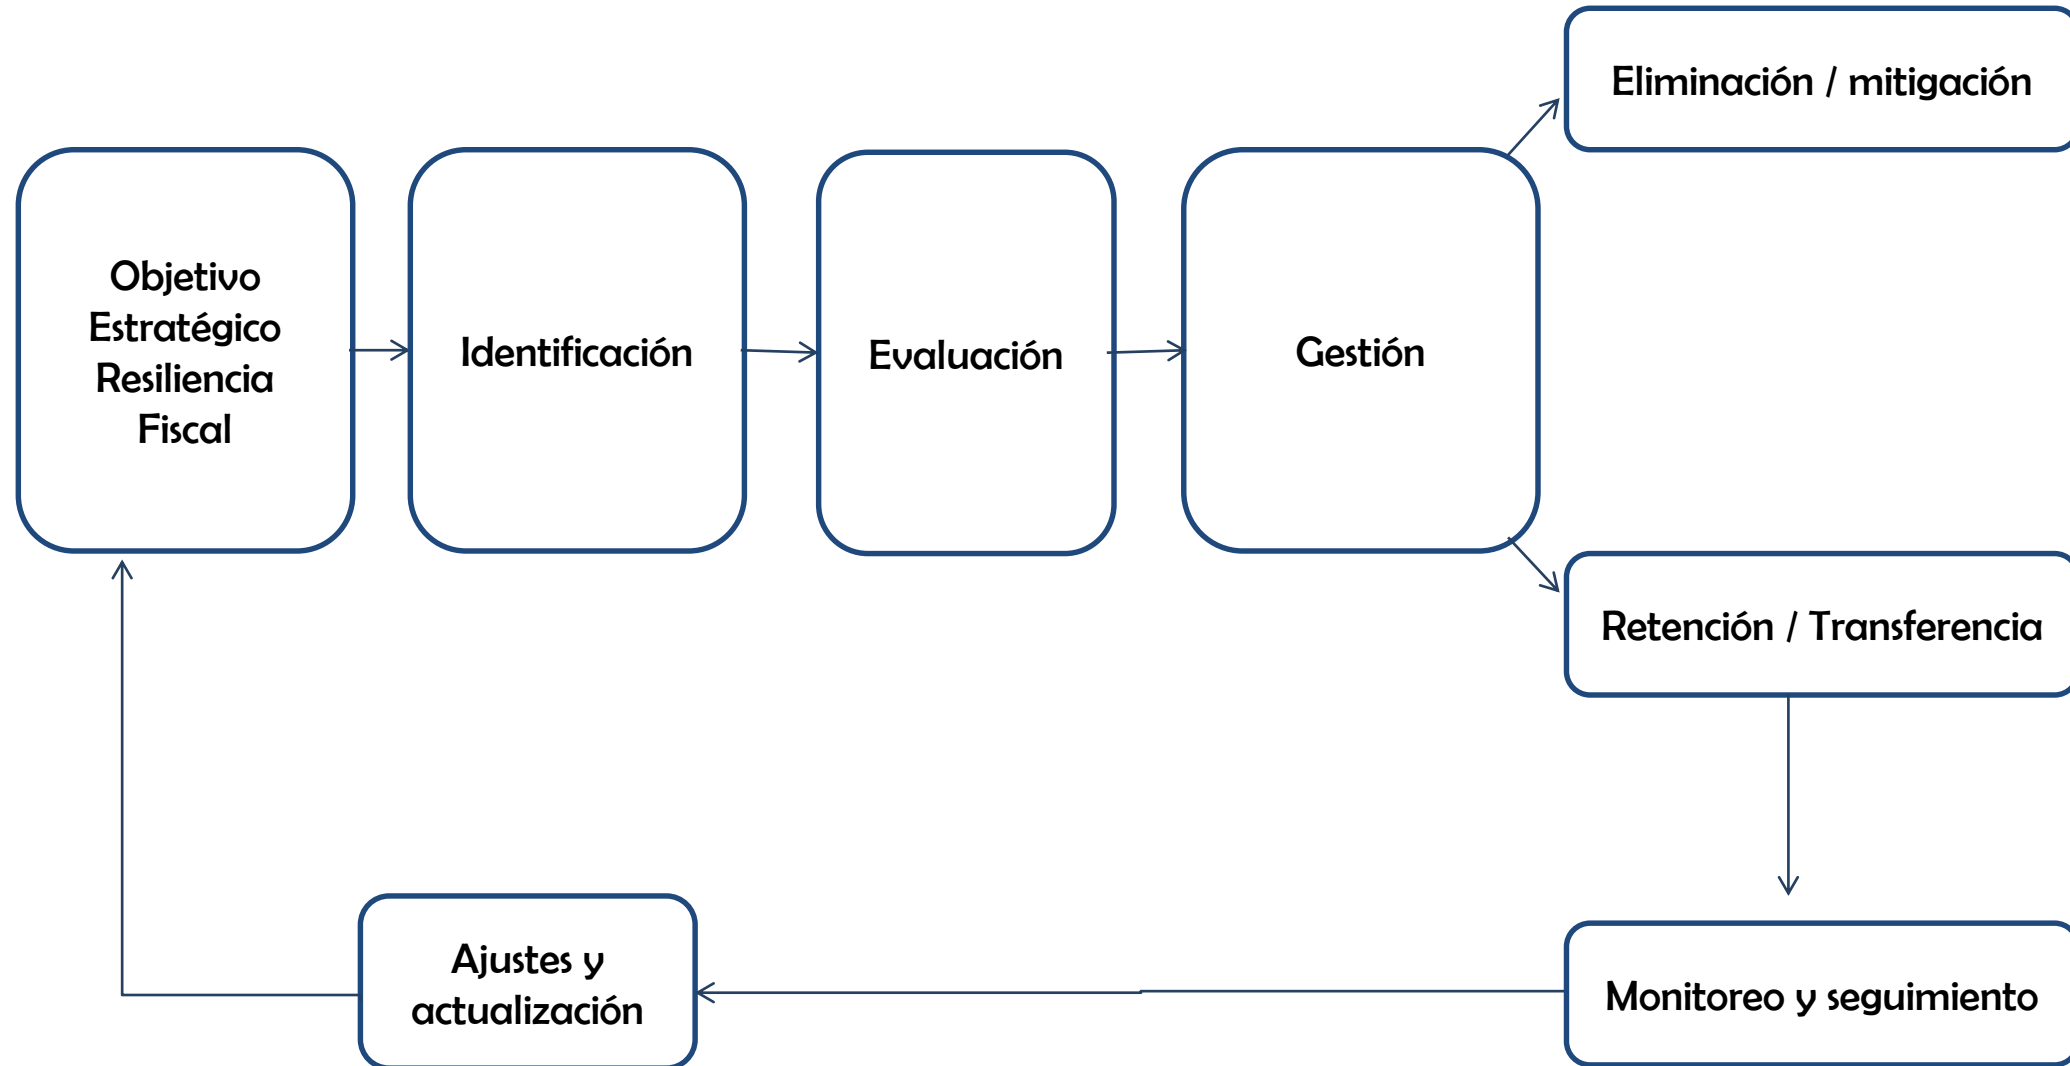 Objetivo
Estratégico
Resiliencia
Fiscal
Identificación
Evaluación
Gestión
Eliminación / mitigación
Retención / Transferencia
Monitoreo y seguimiento
Ajustes y
actualización